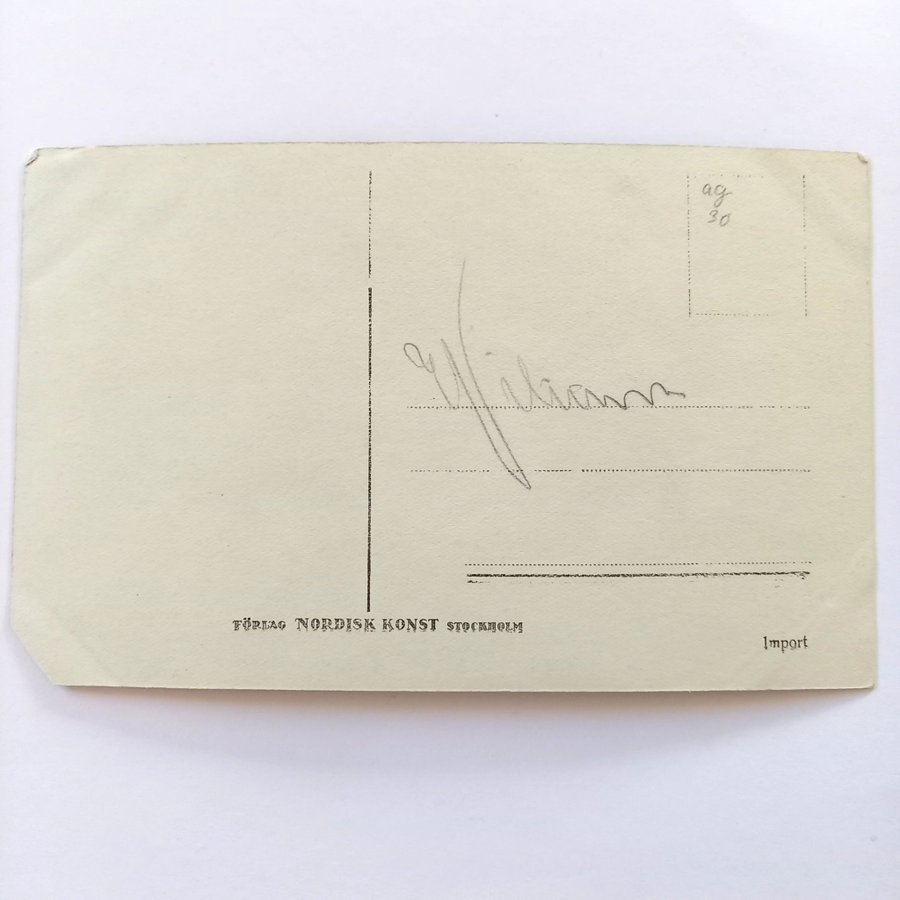 ag
30
FÖRLAG NORDISK KONST STOCKHOLM
Import